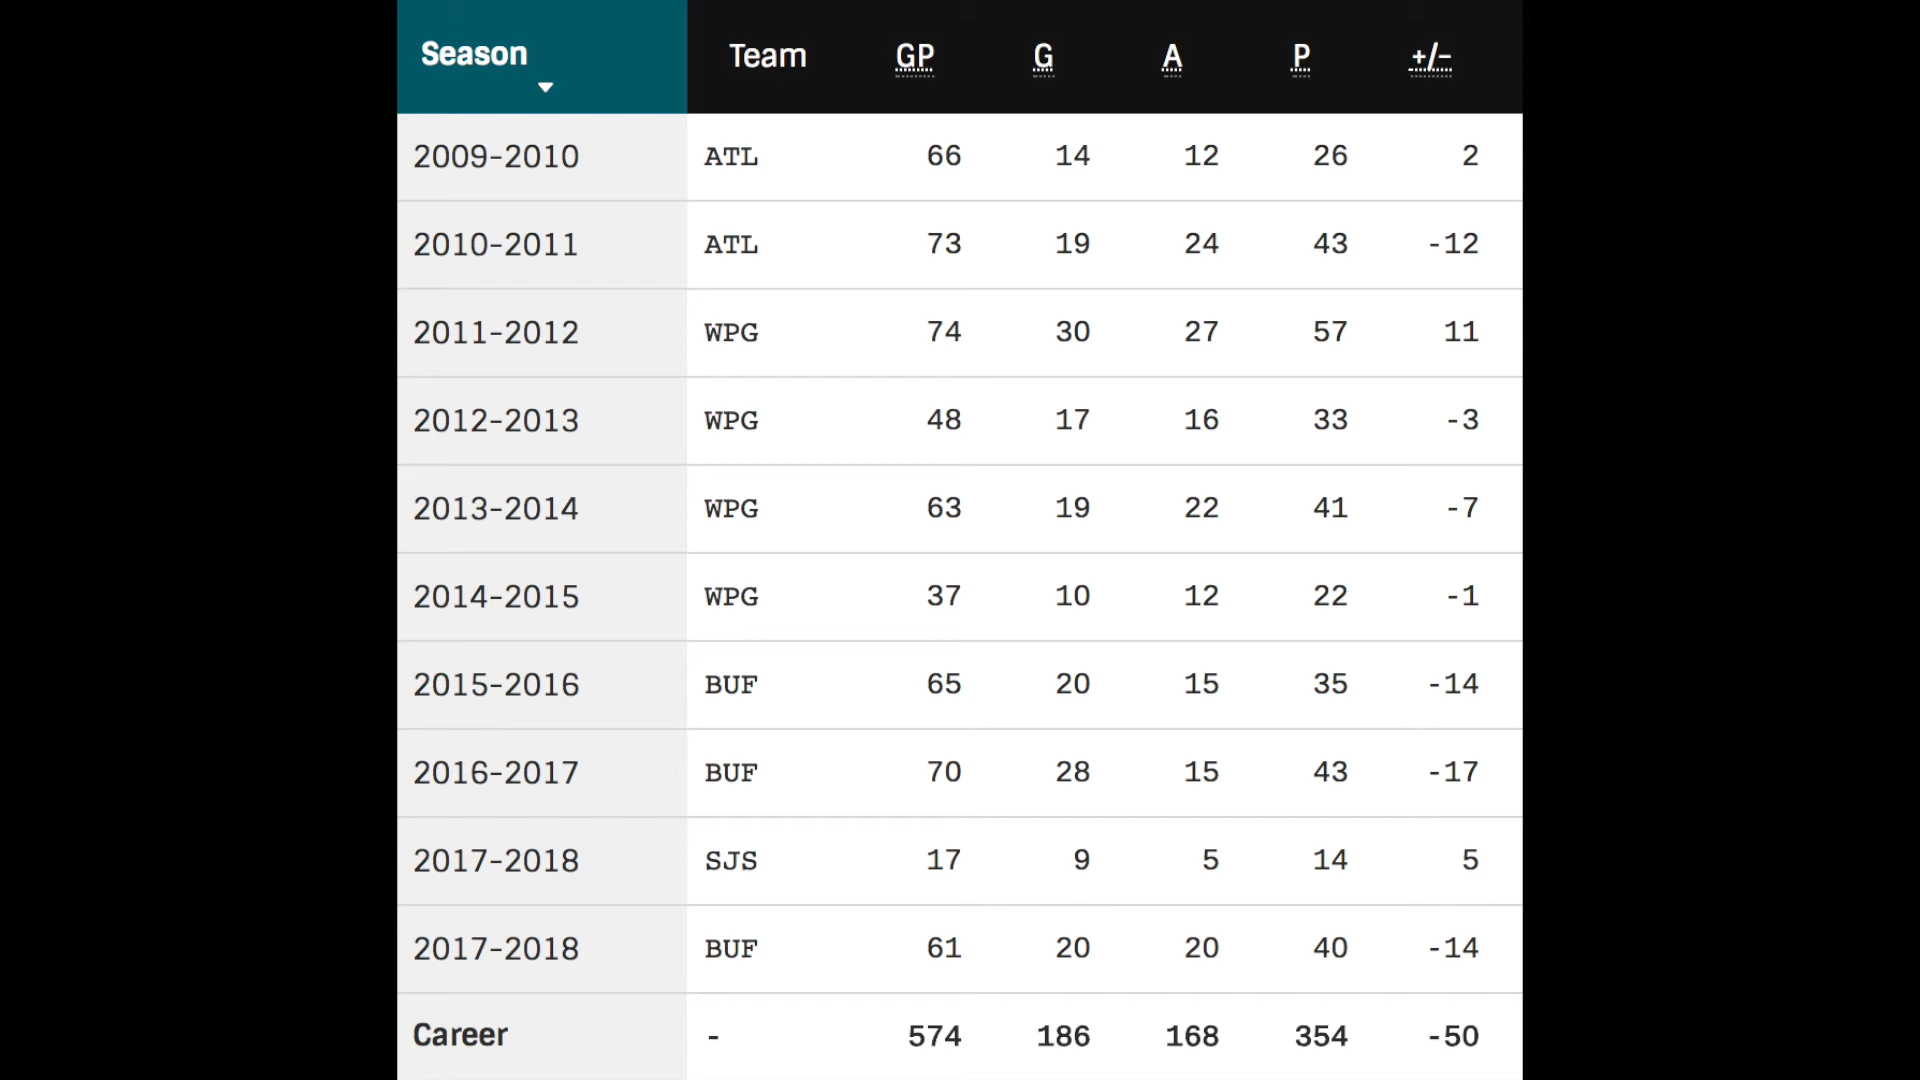 Season Team GP G A P +/−
2009-2010 ATL 66 14 12 26 2
2010-2011 ATL 73 19 24 43 -12
2011-2012 WPG 74 30 27 57 11
2012-2013 WPG 48 17 16 33 -3
2013-2014 WPG 63 19 22 41 -7
2014-2015 WPG 37 10 12 22 -1
2015-2016 BUF 65 20 15 35 -14
2016-2017 BUF 70 28 15 43 -17
2017-2018 SJS 17 9 5 14 5
2017-2018 BUF 61 20 20 40 -14
Career - 574 186 168 354 -50